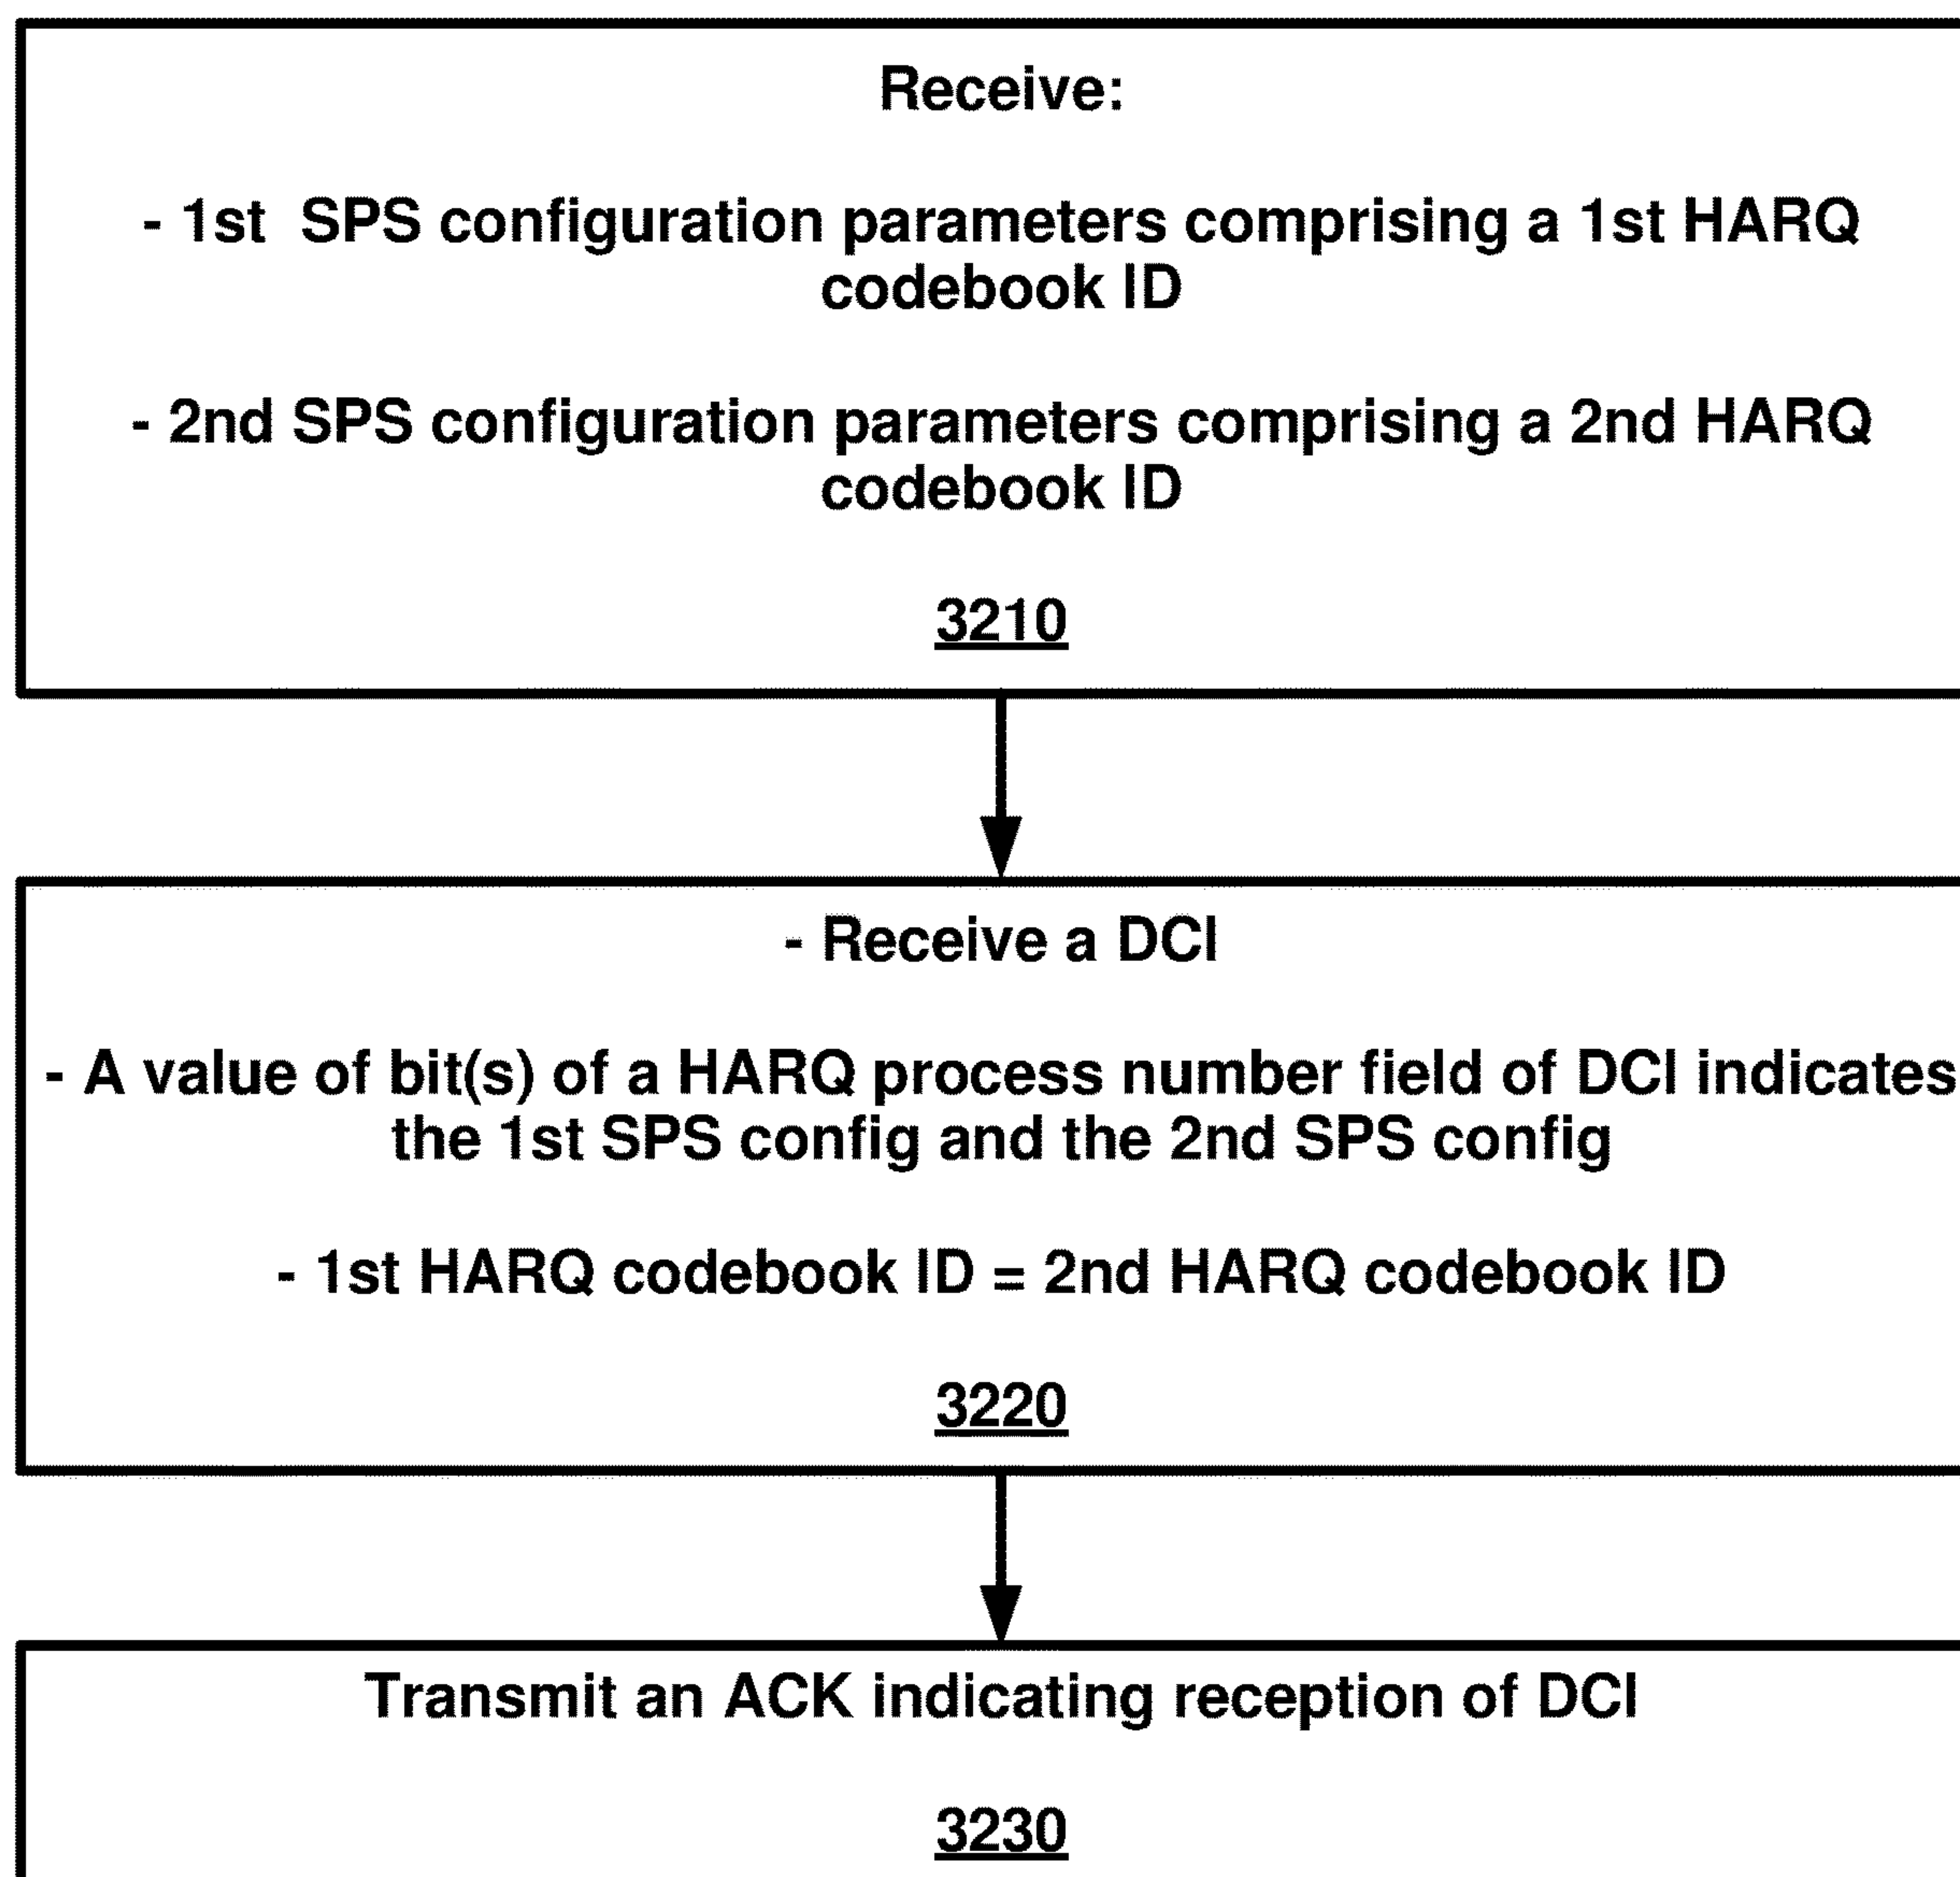 Receive:
- 1st SPS configuration parameters comprising a 1st HARQ
codebook ID
- 2nd SPS configuration parameters comprising a 2nd HARQ
codebook ID
3210
- Receive a DCI
- A value of bit(s) of a HARQ process number field of DCI indicates
the 1st SPS config and the 2nd SPS config
- 1st HARQ codebook ID = 2nd HARQ codebook ID
3220
Transmit an ACK indicating reception of DCI
3230